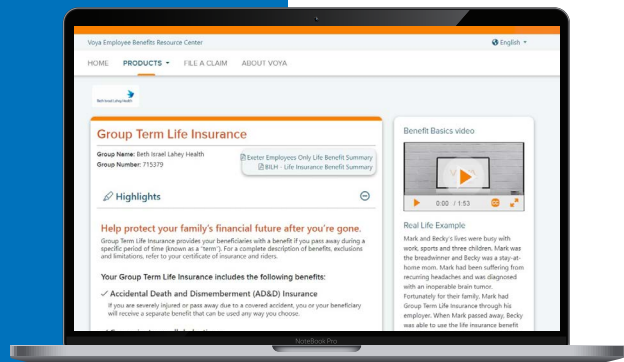 Voya Employee Benefits Resource Center
English
HOME PRODUCTS FILE A CLAIM ABOUT VOYA
Beth Israel Lahey Health
Group Term Life Insurance
Group Name: Beth Israel Lahey Health
Group Number: 715379
Exeter Employees Only Life Benefit Summary
BILH - Life Insurance Benefit Summary
Highlights
Help protect your family's financial future after you're gone.
Group Term Life Insurance provides your beneficiaries with a benefit if you pass away during a
specific period of time (known as a "term"). For a complete description of benefits, exclusions
and limitations, refer to your certificate of insurance and riders.
Your Group Term Life Insurance includes the following benefits:
Accidental Death and Dismemberment (AD&D) Insurance
If you are severely injured or pass away due to a covered accident, you or your beneficiary
will receive a separate benefit that can be used any way you choose.
Benefit Basics video
0:00 / 1:53
CC
Real Life Example
Mark and Becky's lives were busy with
work, sports and three children. Mark was
the breadwinner and Becky was a stay-at-
home mom. Mark had been suffering from
recurring headaches and was diagnosed
with an inoperable brain tumor.
Fortunately for their family, Mark had
Group Term Life Insurance through his
employer. When Mark passed away, Becky
was able to use the life insurance benefit
NoteBook Pro